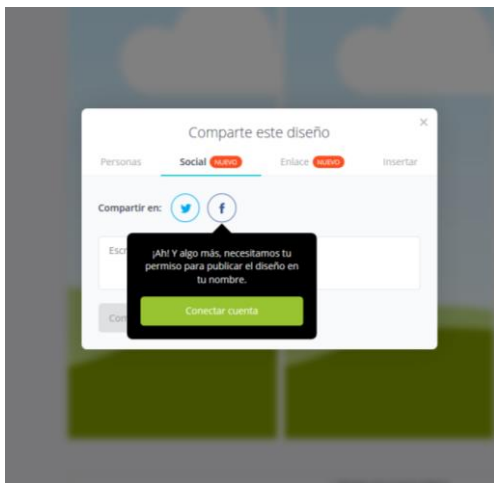 Comparte este diseño
×
Personas Social NUEVO Enlace NUEVO Insertar
Compartir en: f
¡Ah! Y algo más, necesitamos tu
permiso para publicar el diseño en
tu nombre.
Conectar cuenta